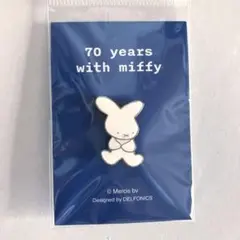 70 years
with miffy
© Mercis bv
Designed by DELFONICS